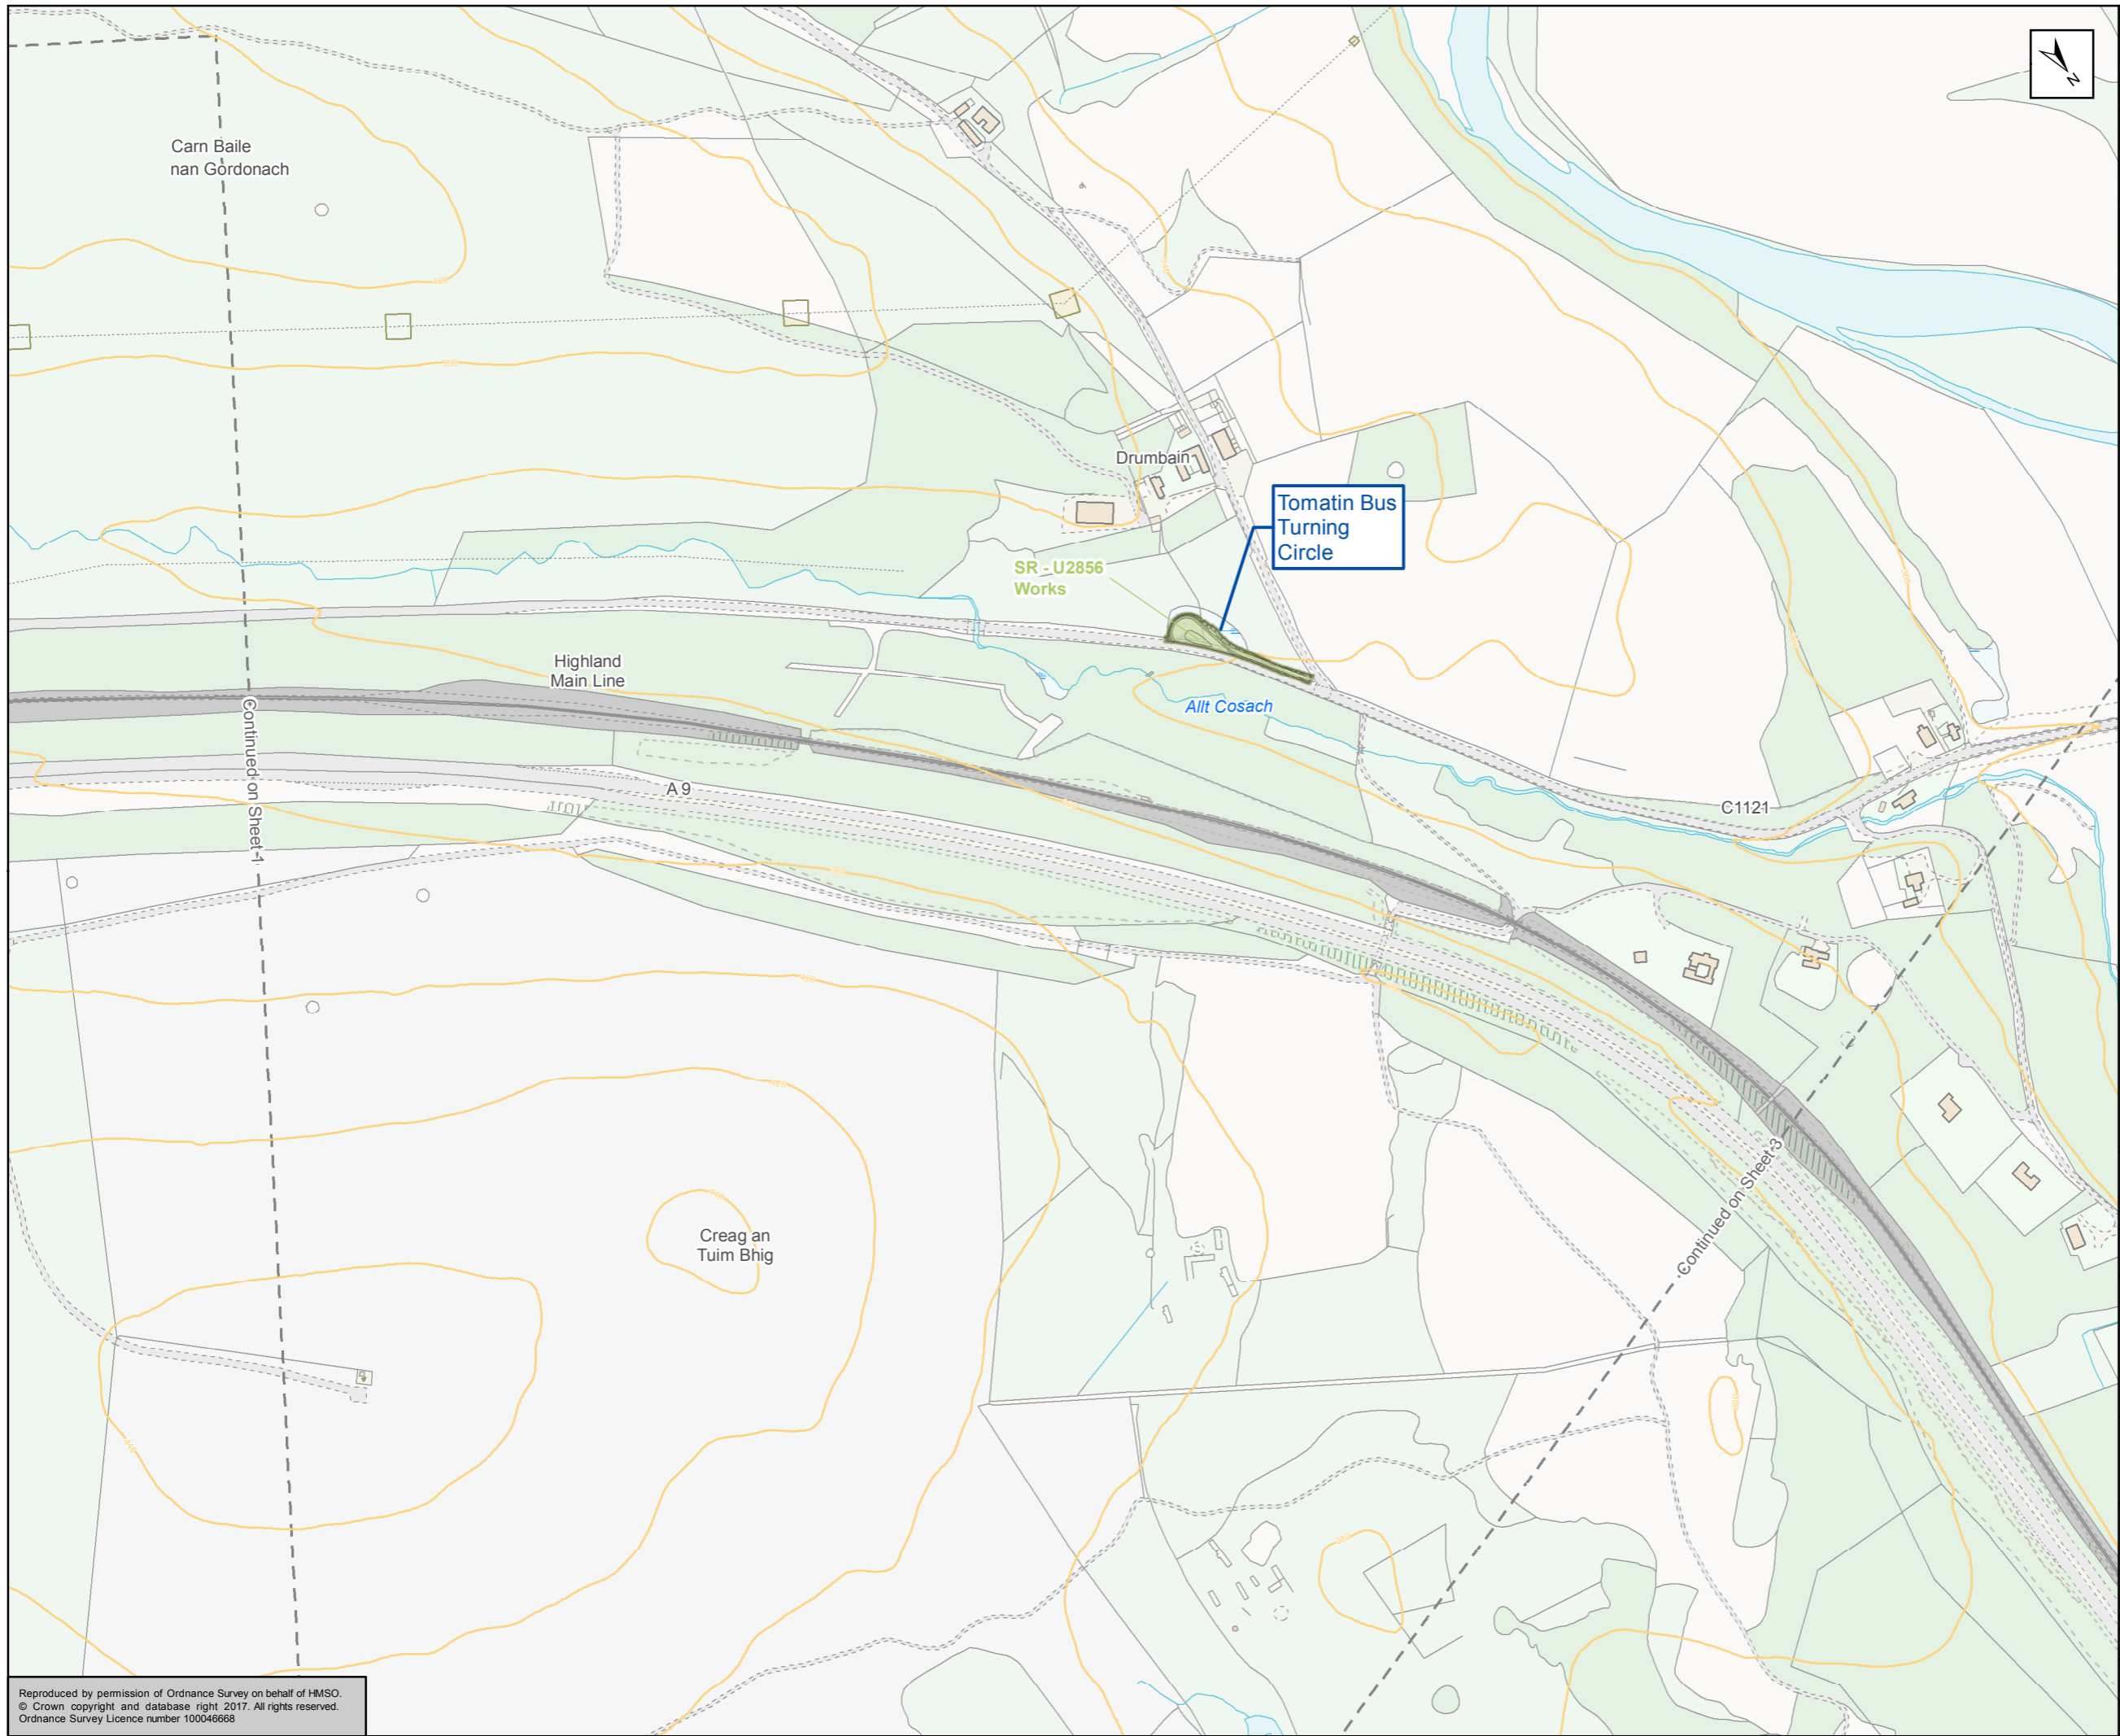 N
Carn Baile
nan Gordonach
Drumbain
Tomatin Bus
Turning
Circle
SR - U2856
Works
Highland
Main Line
Allt Cosach
Continued on Sheet 1
A 9
C1121
Continued on Sheet 3
Creag an
Tuim Bhig
Reproduced by permission of Ordnance Survey on behalf of HMSO.
© Crown copyright and database right 2017. All rights reserved.
Ordnance Survey Licence number 100046668